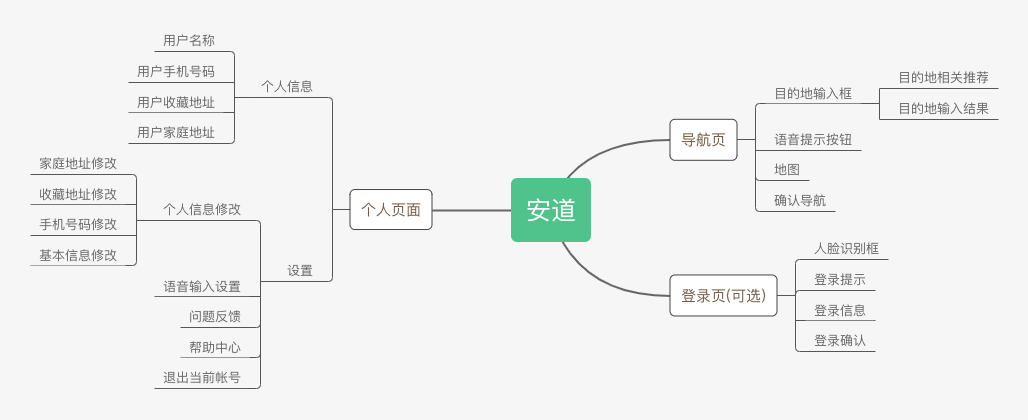 安道
导航页
目的地输入框
目的地相关推荐
目的地输入结果
语音提示按钮
地图
确认导航
登录页(可选)
人脸识别框
登录提示
登录信息
登录确认
个人页面
个人信息
用户名称
用户手机号码
用户收藏地址
用户家庭地址
设置
个人信息修改
家庭地址修改
收藏地址修改
手机号码修改
基本信息修改
语音输入设置
问题反馈
帮助中心
退出当前帐号